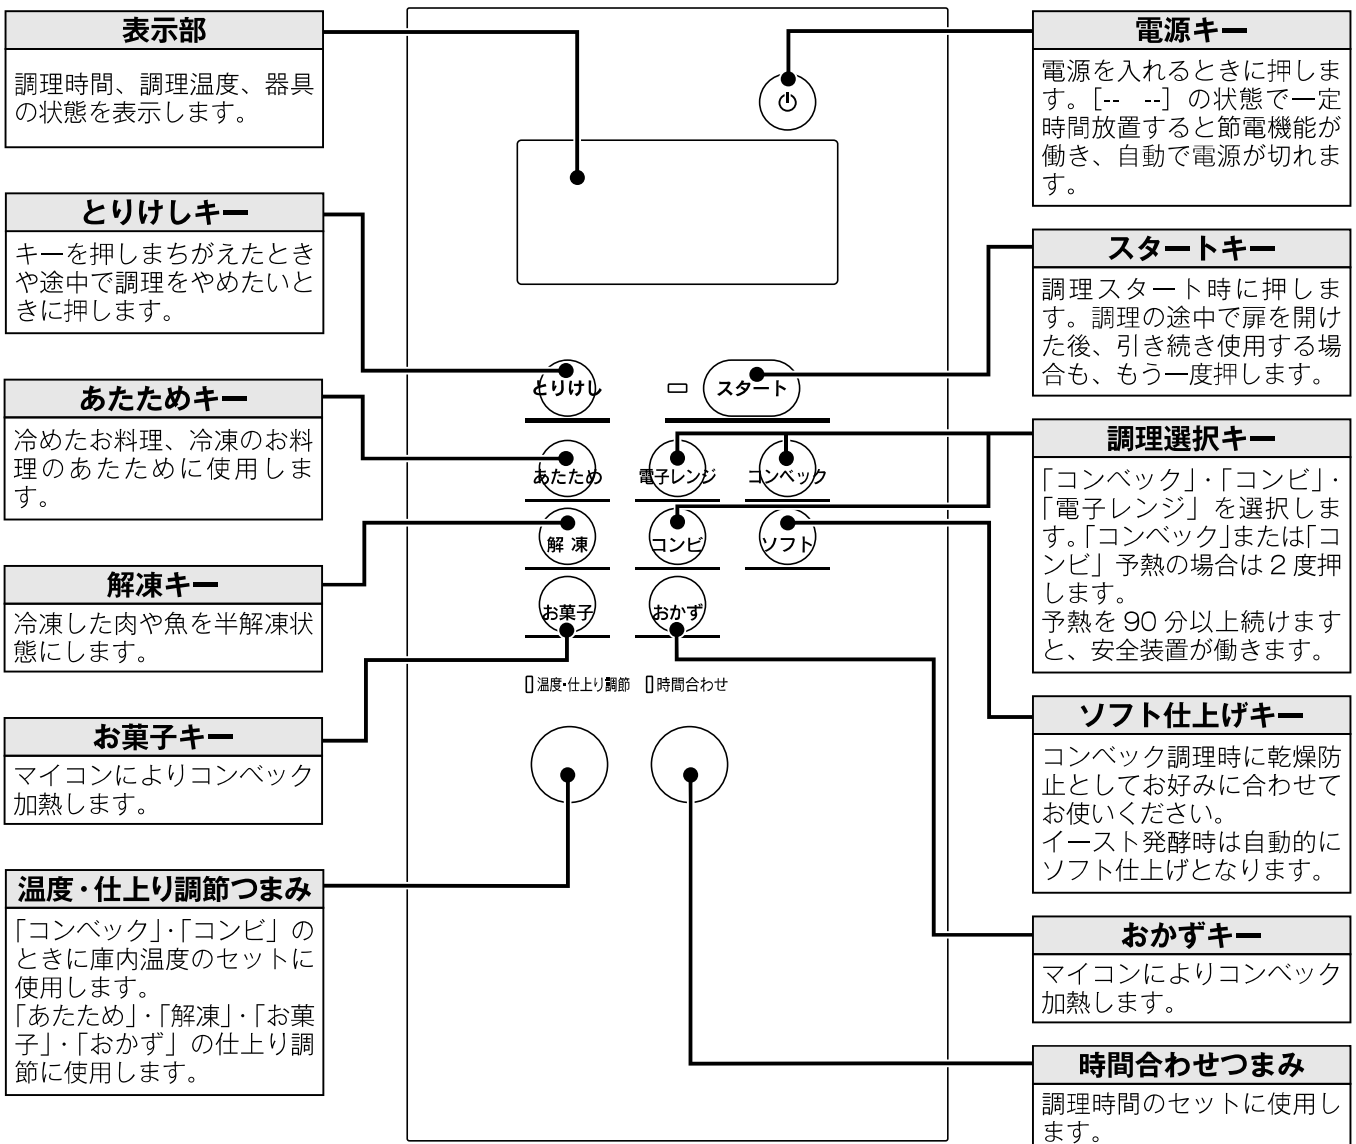 表示部
調理時間、調理温度、器具
の状態を表示します。
とりけしキー
キーを押しまちがえたとき
や途中で調理をやめたいと
きに押します。
あたためキー
冷めたお料理、冷凍のお料
理のあたために使用しま
す。
解凍キー
冷凍した肉や魚を半解凍状
態にします。
お菓子キー
マイコンによりコンベック
加熱します。
温度・仕上り調節つまみ
「コンベック」・「コンビ」の
ときに庫内温度のセットに
使用します。
「あたため」・「解凍」・「お菓
子」・「おかず」の仕上り調
節に使用します。
とりけし
スタート
あたため
電子レンジ
コンベック
解凍
コンビ
ソフト
お菓子
おかず
温度・仕上り調節
時間合わせ
電源キー
電源を入れるときに押しま
す。[-- --]の状態で一定
時間放置すると節電機能が
働き、自動で電源が切れま
す。
スタートキー
調理スタート時に押しま
す。調理の途中で扉を開け
た後、引き続き使用する場
合も、もう一度押します。
調理選択キー
「コンベック」・「コンビ」・
「電子レンジ」を選択しま
す。「コンベック」または「コ
ンビ」予熱の場合は2度押
します。
予熱を90分以上続けます
と、安全装置が働きます。
ソフト仕上げキー
コンベック調理時に乾燥防
止としてお好みに合わせて
お使いください。
イースト発酵時は自動的に
ソフト仕上げとなります。
おかずキー
マイコンによりコンベック
加熱します。
時間合わせつまみ
調理時間のセットに使用し
ます。